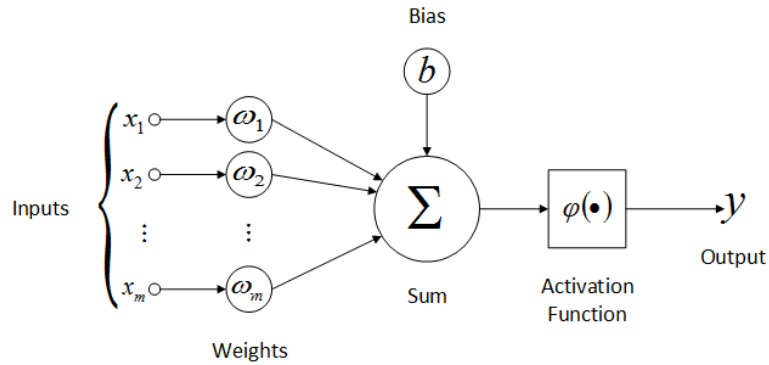 Bias
b
x₁ ω₁
x₂ ω₂
Inputs
⋮ ⋮
Σ
φ(•)
y
Output
xₘ ωₘ
Sum
Activation
Function
Weights